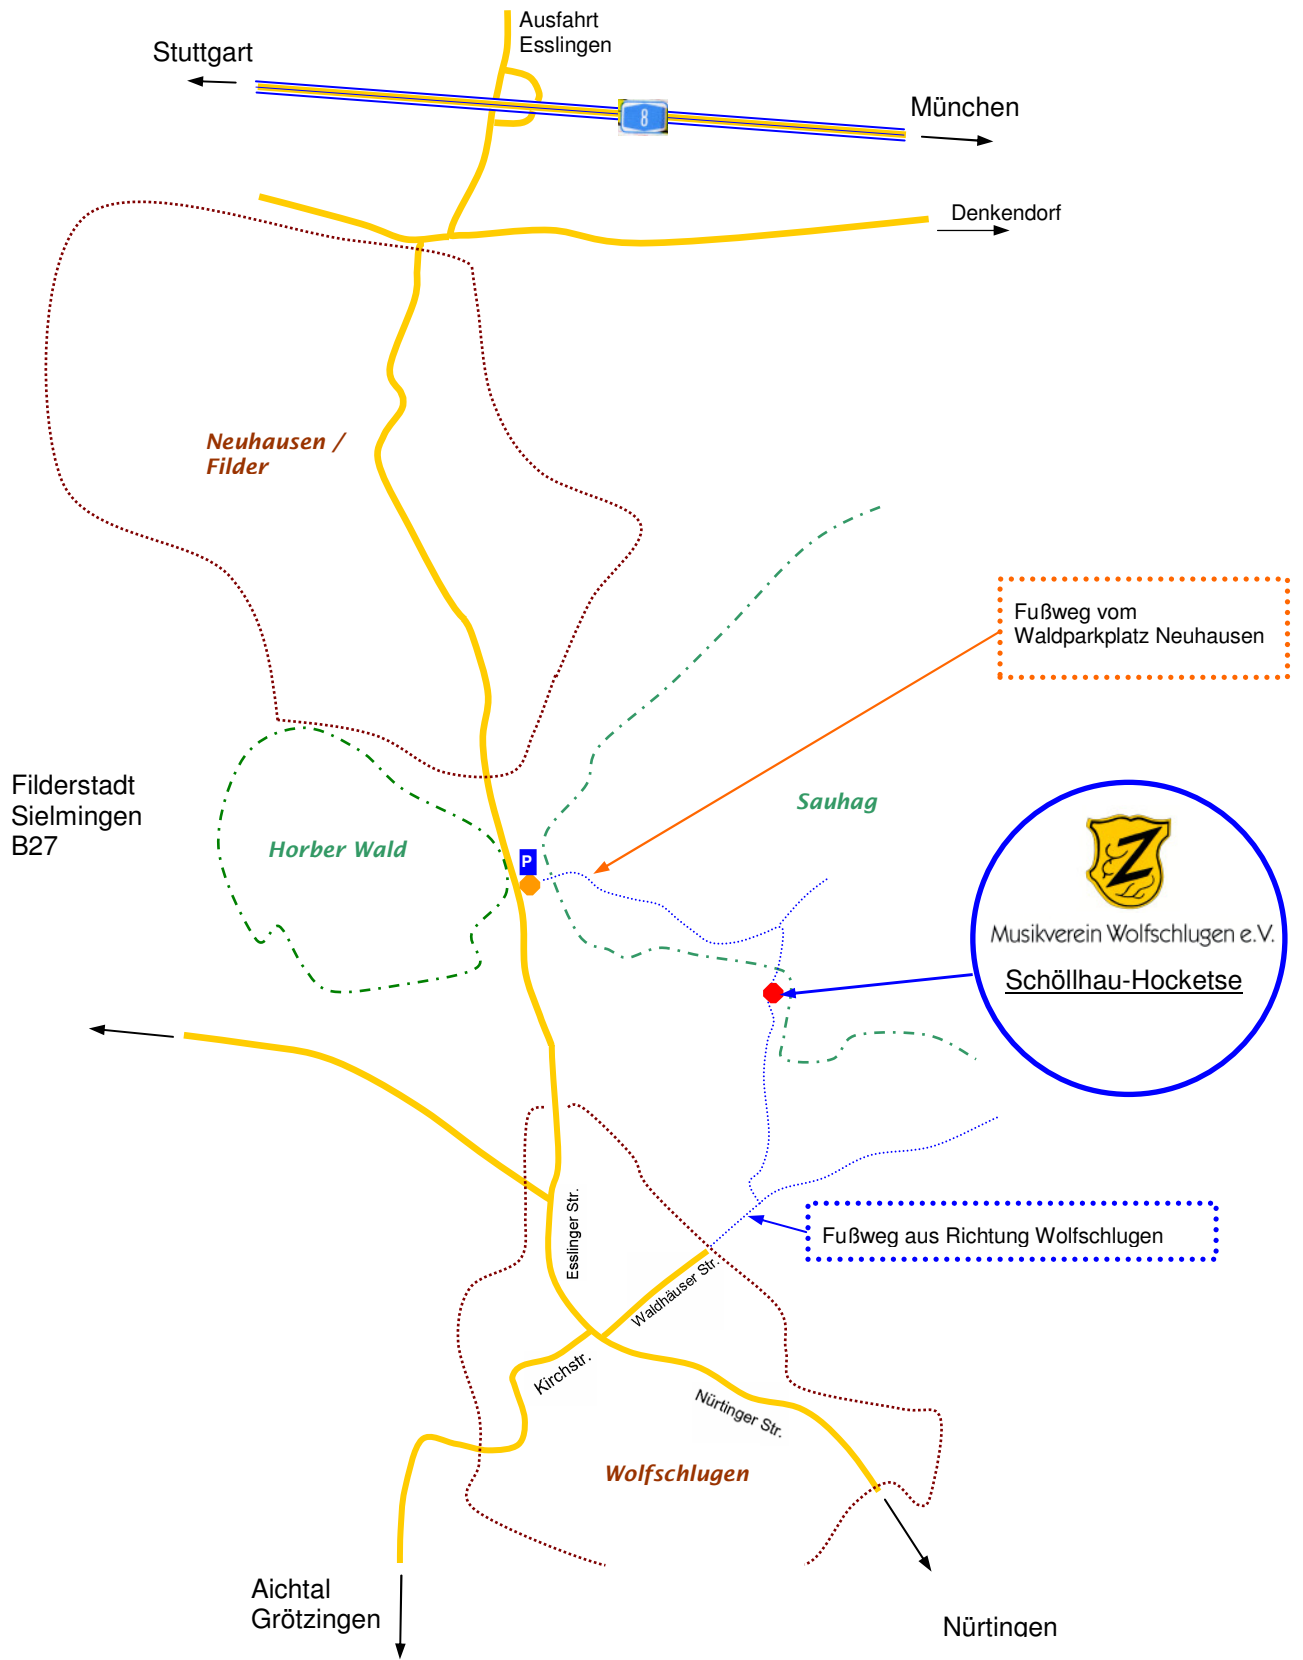 Ausfahrt
Esslingen
Stuttgart
8
München
Denkendorf
Neuhausen /
Filder
Fußweg vom
Waldparkplatz Neuhausen
Filderstadt
Sielmingen
B27
Sauhag
Horber Wald
P
Z
Musikverein Wolfschlugen e.V.
Schöllhau-Hocketse
Esslinger Str.
Fußweg aus Richtung Wolfschlugen
Waldhäuser Str.
Kirchstr.
Nürtinger Str.
Wolfschlugen
Aichtal
Grötzingen
Nürtingen